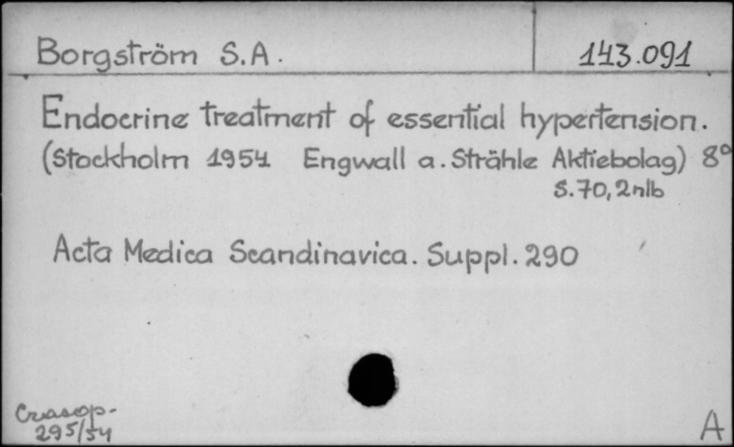 Borgström S.A.
143.091
Endocrine treatment of essential hypertension.
(Stockholm 1954 Engwall a. Strähle Aktiebolag) 8°
S.70, 2nlb
Acta Medica Scandinavica. Suppl. 290
Czasop.
295/54
A